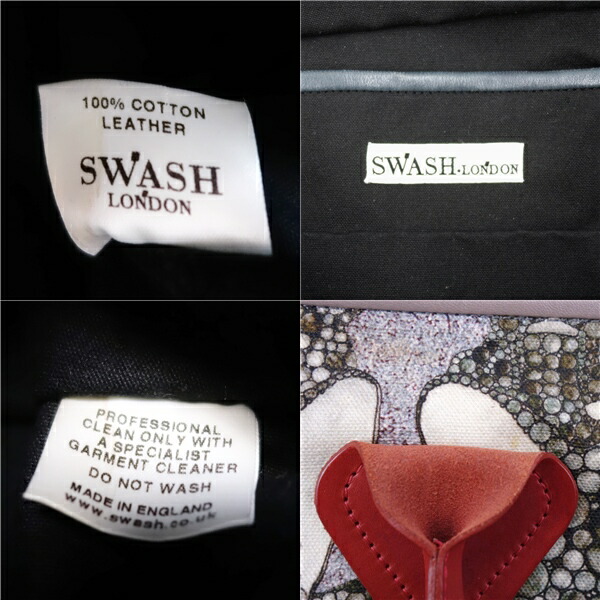 100% COTTON
LEATHER
SWASH
LONDON
SWASH·LONDON
PROFESSIONAL
CLEAN ONLY WITH
A SPECIALIST
GARMENT CLEANER
DO NOT WASH
MADE IN ENGLAND
www.swash.co.uk